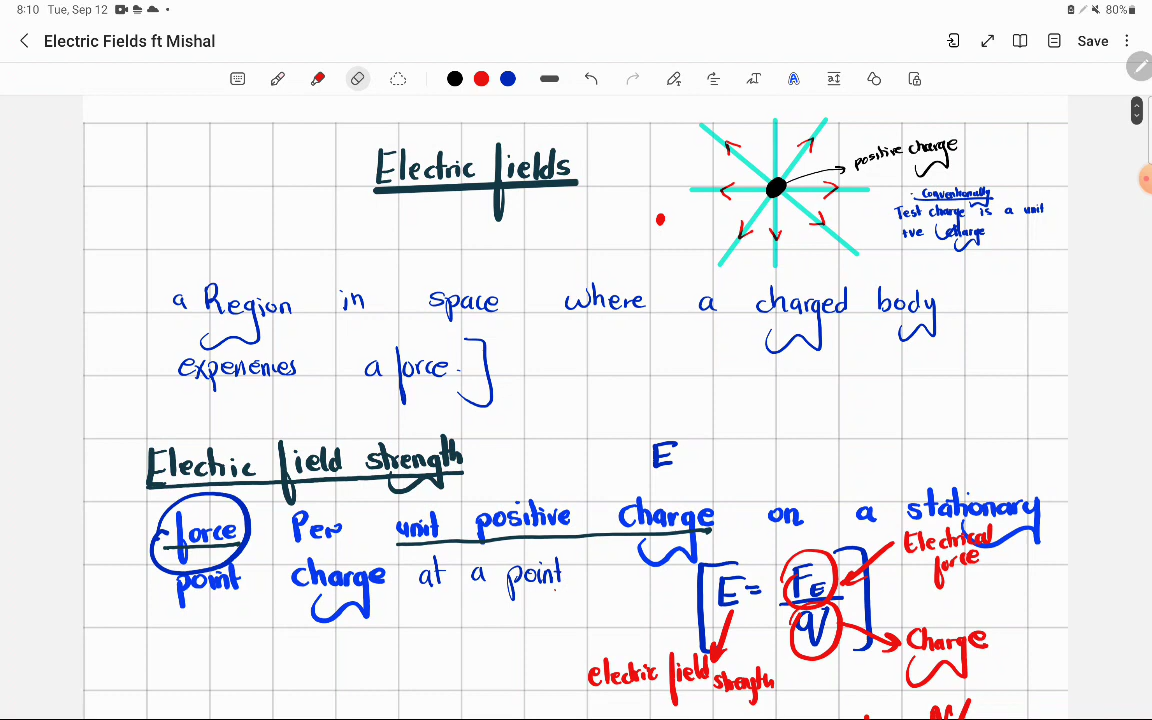 8:10 Tue, Sep 12
80%
Electric Fields ft Mishal
Save
Electric fields
positive charge
Conventionally
Test charge is a unit
+ve charge
a Region in space where a charged body
experiences a force.
Electric field strength
E
force Per unit positive charge on a stationary
point charge at a point
E = FE
q
Electrical
force
Charge
electric field strength